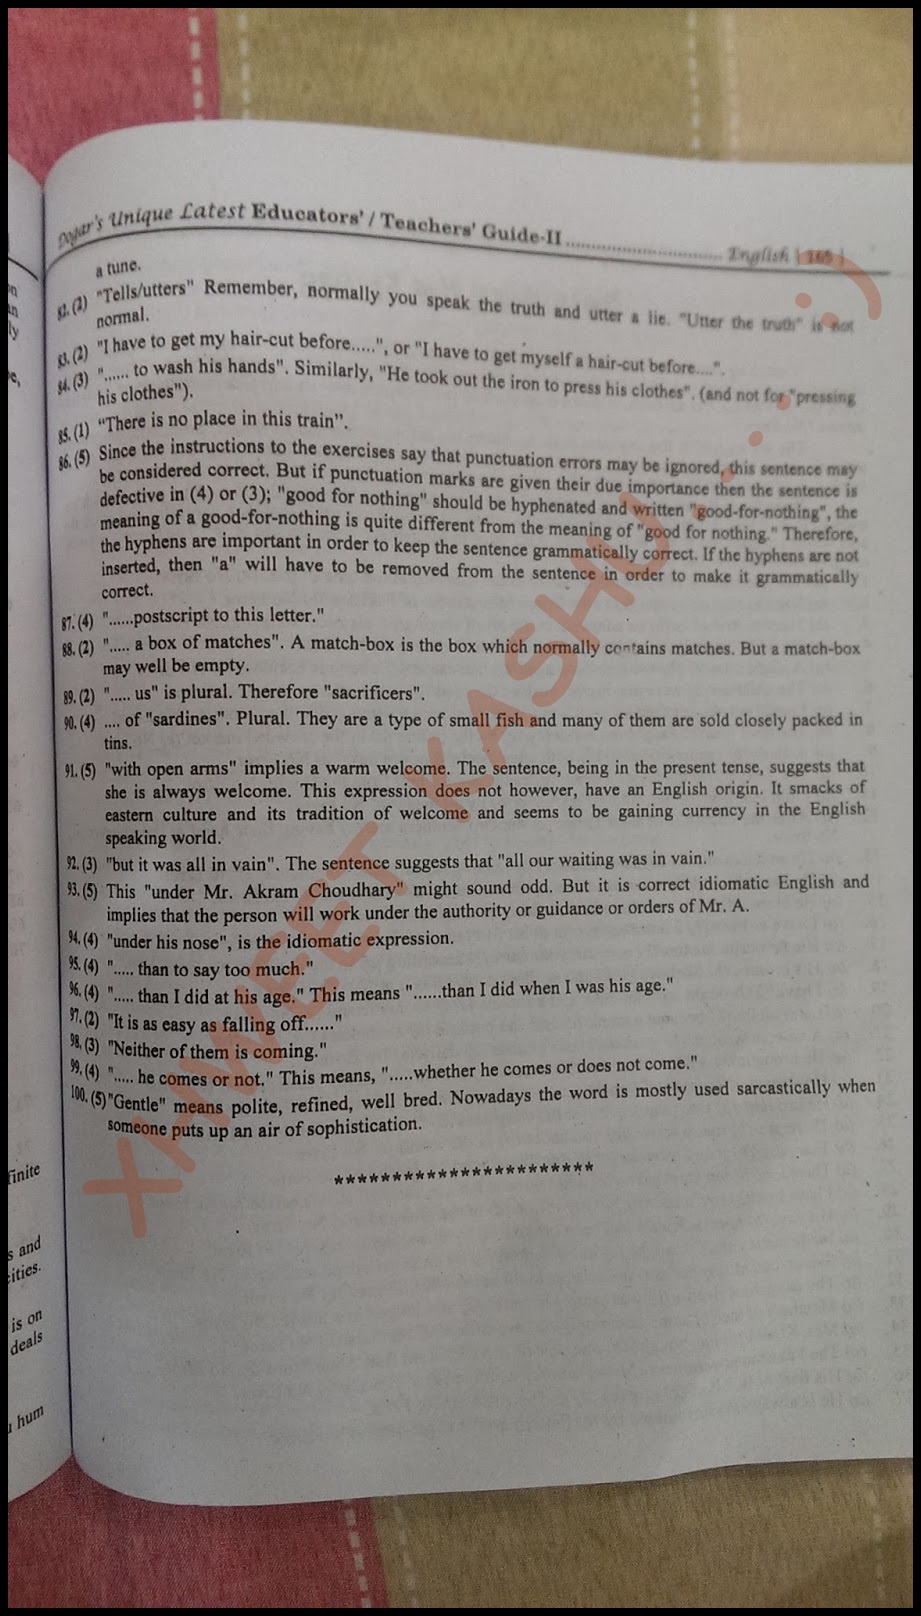 Dogar's Unique Latest Educators' / Teachers' Guide-II ........................................ English | 165 |
a tune.
82. (2) "Tells/utters" Remember, normally you speak the truth and utter a lie. "Utter the truth" is not
normal.
83. (2) "I have to get my hair-cut before.....", or "I have to get myself a hair-cut before....".
84. (3) "...... to wash his hands". Similarly, "He took out the iron to press his clothes". (and not for "pressing
his clothes").
85. (1) "There is no place in this train".
86. (5) Since the instructions to the exercises say that punctuation errors may be ignored, this sentence may
be considered correct. But if punctuation marks are given their due importance then the sentence is
defective in (4) or (3); "good for nothing" should be hyphenated and written "good-for-nothing", the
meaning of a good-for-nothing is quite different from the meaning of "good for nothing." Therefore,
the hyphens are important in order to keep the sentence grammatically correct. If the hyphens are not
inserted, then "a" will have to be removed from the sentence in order to make it grammatically
correct.
87. (4) "......postscript to this letter."
88. (2) "..... a box of matches". A match-box is the box which normally contains matches. But a match-box
may well be empty.
89. (2) "..... us" is plural. Therefore "sacrificers".
90. (4) .... of "sardines". Plural. They are a type of small fish and many of them are sold closely packed in
tins.
91. (5) "with open arms" implies a warm welcome. The sentence, being in the present tense, suggests that
she is always welcome. This expression does not however, have an English origin. It smacks of
eastern culture and its tradition of welcome and seems to be gaining currency in the English
speaking world.
92. (3) "but it was all in vain". The sentence suggests that "all our waiting was in vain."
93. (5) This "under Mr. Akram Choudhary" might sound odd. But it is correct idiomatic English and
implies that the person will work under the authority or guidance or orders of Mr. A.
94. (4) "under his nose", is the idiomatic expression.
95. (4) "..... than to say too much."
96. (4) "..... than I did at his age." This means "......than I did when I was his age."
97. (2) "It is as easy as falling off......"
98. (3) "Neither of them is coming."
99. (4) "..... he comes or not." This means, ".....whether he comes or does not come."
100. (5) "Gentle" means polite, refined, well bred. Nowadays the word is mostly used sarcastically when
someone puts up an air of sophistication.
***********************
XHWEET KASHU. . . . :)
finite
s and
cities.
is on
deals
hum